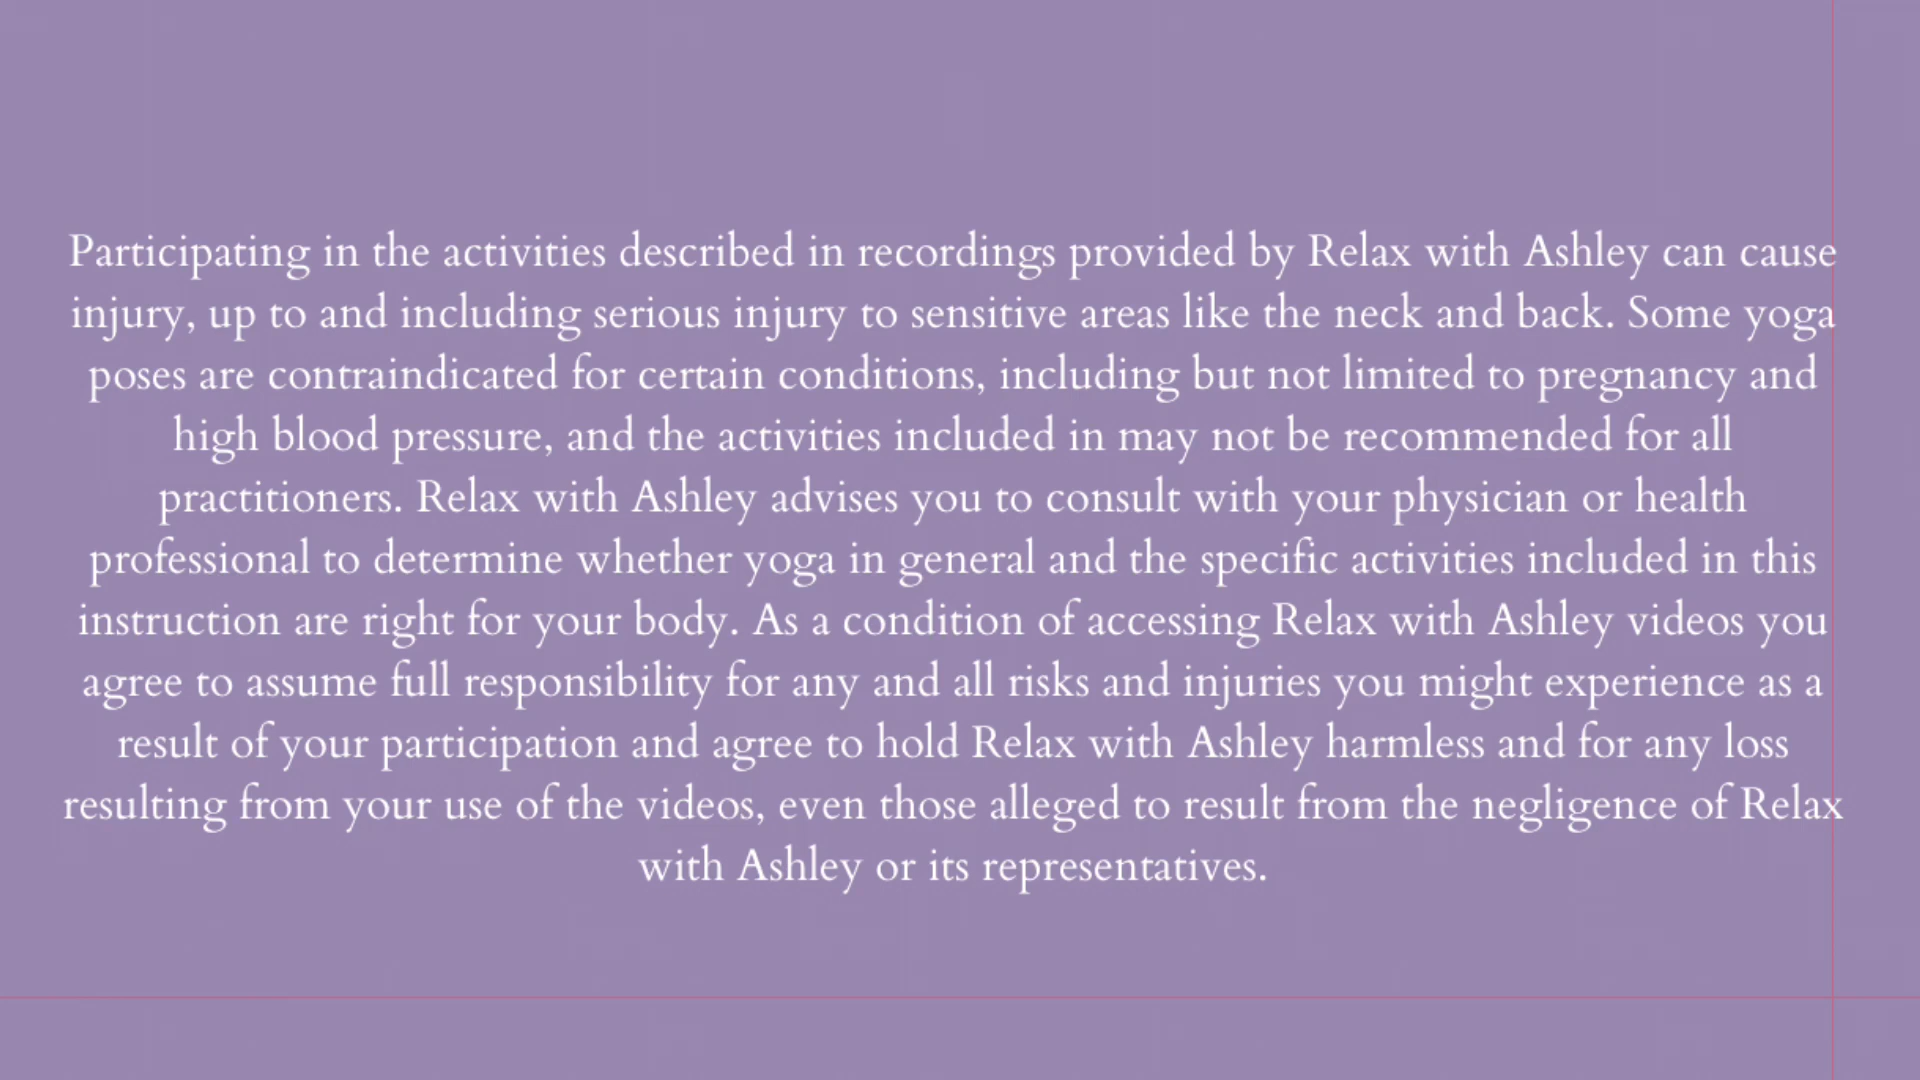 Participating in the activities described in recordings provided by Relax with Ashley can cause
injury, up to and including serious injury to sensitive areas like the neck and back. Some yoga
poses are contraindicated for certain conditions, including but not limited to pregnancy and
high blood pressure, and the activities included in may not be recommended for all
practitioners. Relax with Ashley advises you to consult with your physician or health
professional to determine whether yoga in general and the specific activities included in this
instruction are right for your body. As a condition of accessing Relax with Ashley videos you
agree to assume full responsibility for any and all risks and injuries you might experience as a
result of your participation and agree to hold Relax with Ashley harmless and for any loss
resulting from your use of the videos, even those alleged to result from the negligence of Relax
with Ashley or its representatives.